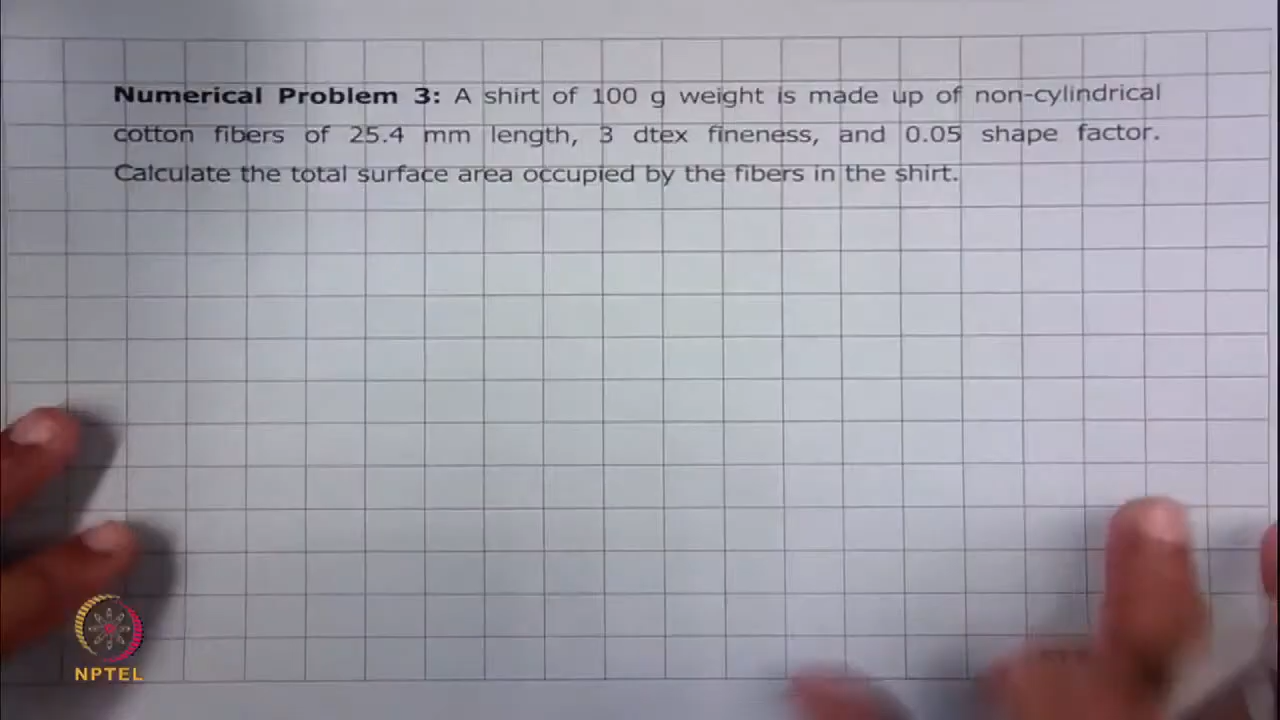 Numerical Problem 3: A shirt of 100 g weight is made up of non-cylindrical
cotton fibers of 25.4 mm length, 3 dtex fineness, and 0.05 shape factor.
Calculate the total surface area occupied by the fibers in the shirt.
NPTEL